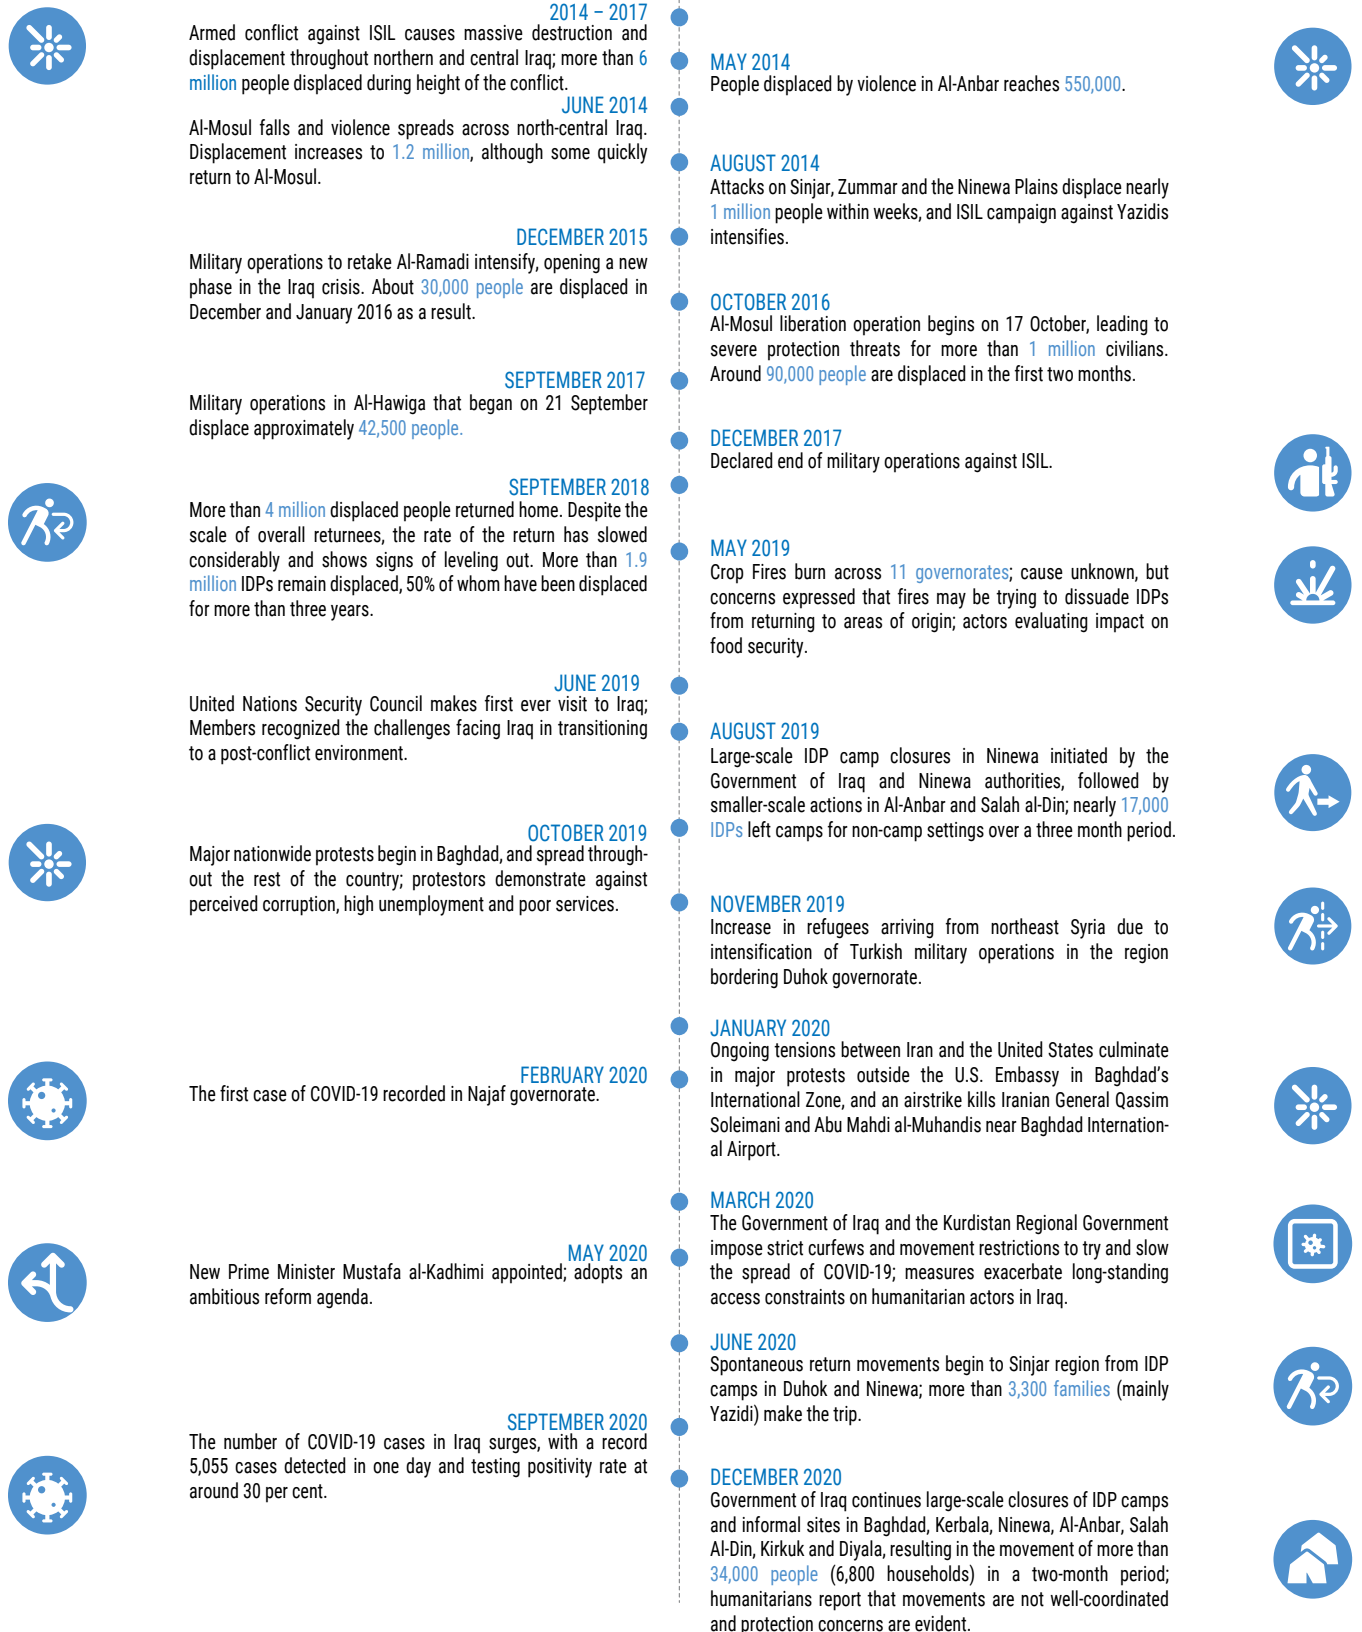 2014 – 2017
Armed conflict against ISIL causes massive destruction and
displacement throughout northern and central Iraq; more than 6
million people displaced during height of the conflict.
MAY 2014
People displaced by violence in Al-Anbar reaches 550,000.
JUNE 2014
Al-Mosul falls and violence spreads across north-central Iraq.
Displacement increases to 1.2 million, although some quickly
return to Al-Mosul.
AUGUST 2014
Attacks on Sinjar, Zummar and the Ninewa Plains displace nearly
1 million people within weeks, and ISIL campaign against Yazidis
intensifies.
DECEMBER 2015
Military operations to retake Al-Ramadi intensify, opening a new
phase in the Iraq crisis. About 30,000 people are displaced in
December and January 2016 as a result.
OCTOBER 2016
Al-Mosul liberation operation begins on 17 October, leading to
severe protection threats for more than 1 million civilians.
Around 90,000 people are displaced in the first two months.
SEPTEMBER 2017
Military operations in Al-Hawiga that began on 21 September
displace approximately 42,500 people.
DECEMBER 2017
Declared end of military operations against ISIL.
SEPTEMBER 2018
More than 4 million displaced people returned home. Despite the
scale of overall returnees, the rate of the return has slowed
considerably and shows signs of leveling out. More than 1.9
million IDPs remain displaced, 50% of whom have been displaced
for more than three years.
MAY 2019
Crop Fires burn across 11 governorates; cause unknown, but
concerns expressed that fires may be trying to dissuade IDPs
from returning to areas of origin; actors evaluating impact on
food security.
JUNE 2019
United Nations Security Council makes first ever visit to Iraq;
Members recognized the challenges facing Iraq in transitioning
to a post-conflict environment.
AUGUST 2019
Large-scale IDP camp closures in Ninewa initiated by the
Government of Iraq and Ninewa authorities, followed by
smaller-scale actions in Al-Anbar and Salah al-Din; nearly 17,000
IDPs left camps for non-camp settings over a three month period.
OCTOBER 2019
Major nationwide protests begin in Baghdad, and spread through-
out the rest of the country; protestors demonstrate against
perceived corruption, high unemployment and poor services.
NOVEMBER 2019
Increase in refugees arriving from northeast Syria due to
intensification of Turkish military operations in the region
bordering Duhok governorate.
JANUARY 2020
Ongoing tensions between Iran and the United States culminate
in major protests outside the U.S. Embassy in Baghdad's
International Zone, and an airstrike kills Iranian General Qassim
Soleimani and Abu Mahdi al-Muhandis near Baghdad Internation-
al Airport.
FEBRUARY 2020
The first case of COVID-19 recorded in Najaf governorate.
MARCH 2020
The Government of Iraq and the Kurdistan Regional Government
impose strict curfews and movement restrictions to try and slow
the spread of COVID-19; measures exacerbate long-standing
access constraints on humanitarian actors in Iraq.
MAY 2020
New Prime Minister Mustafa al-Kadhimi appointed; adopts an
ambitious reform agenda.
JUNE 2020
Spontaneous return movements begin to Sinjar region from IDP
camps in Duhok and Ninewa; more than 3,300 families (mainly
Yazidi) make the trip.
SEPTEMBER 2020
The number of COVID-19 cases in Iraq surges, with a record
5,055 cases detected in one day and testing positivity rate at
around 30 per cent.
DECEMBER 2020
Government of Iraq continues large-scale closures of IDP camps
and informal sites in Baghdad, Kerbala, Ninewa, Al-Anbar, Salah
Al-Din, Kirkuk and Diyala, resulting in the movement of more than
34,000 people (6,800 households) in a two-month period;
humanitarians report that movements are not well-coordinated
and protection concerns are evident.